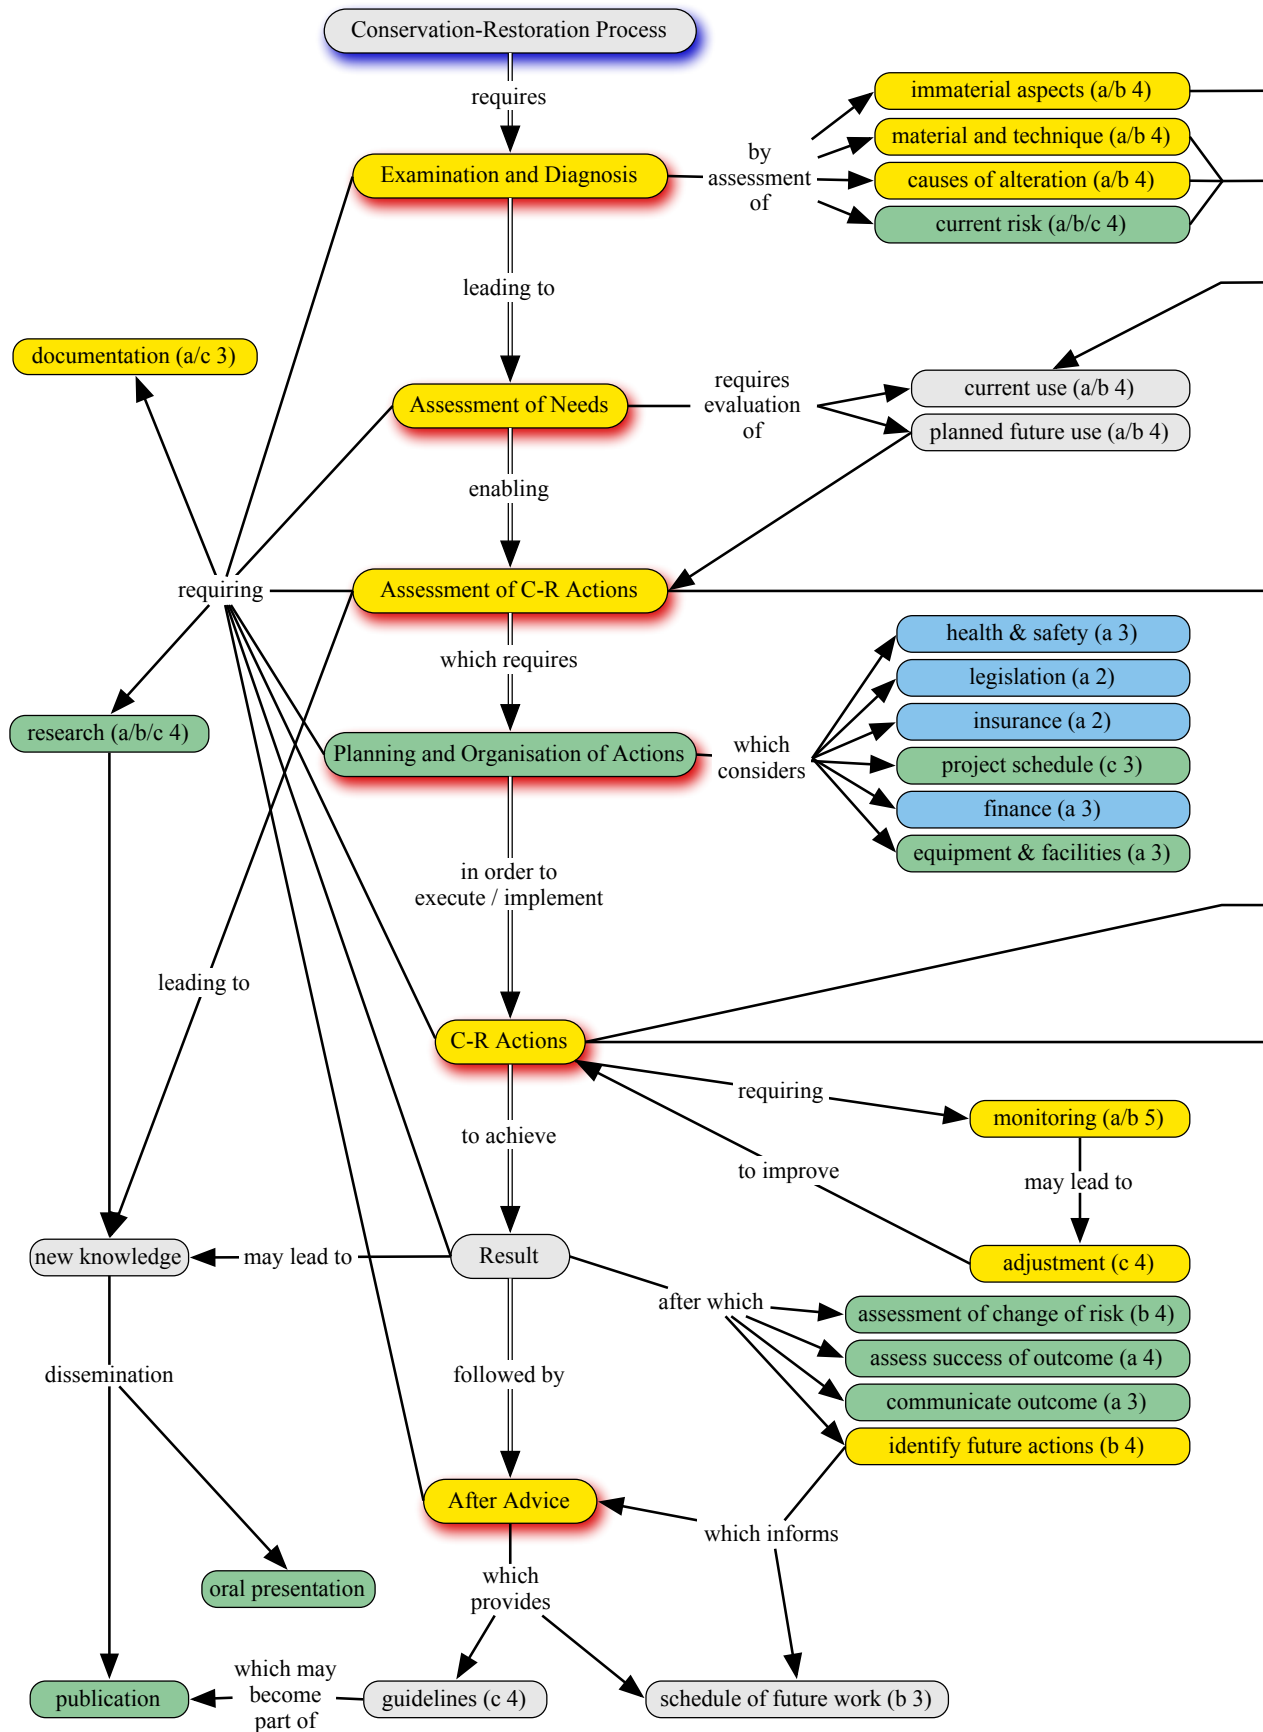 Conservation-Restoration Process
requires
immaterial aspects (a/b 4)
material and technique (a/b 4)
by
assessment
of
Examination and Diagnosis
causes of alteration (a/b 4)
current risk (a/b/c 4)
leading to
documentation (a/c 3)
requires
evaluation
of
current use (a/b 4)
Assessment of Needs
planned future use (a/b 4)
enabling
requiring
Assessment of C-R Actions
health & safety (a 3)
which requires
legislation (a 2)
insurance (a 2)
research (a/b/c 4)
Planning and Organisation of Actions
which
considers
project schedule (c 3)
finance (a 3)
equipment & facilities (a 3)
in order to
execute / implement
leading to
C-R Actions
requiring
monitoring (a/b 5)
to achieve
to improve
may lead to
new knowledge
may lead to
Result
adjustment (c 4)
after which
assessment of change of risk (b 4)
assess success of outcome (a 4)
dissemination
followed by
communicate outcome (a 3)
identify future actions (b 4)
After Advice
which informs
oral presentation
which
provides
which may
become
part of
publication
guidelines (c 4)
schedule of future work (b 3)